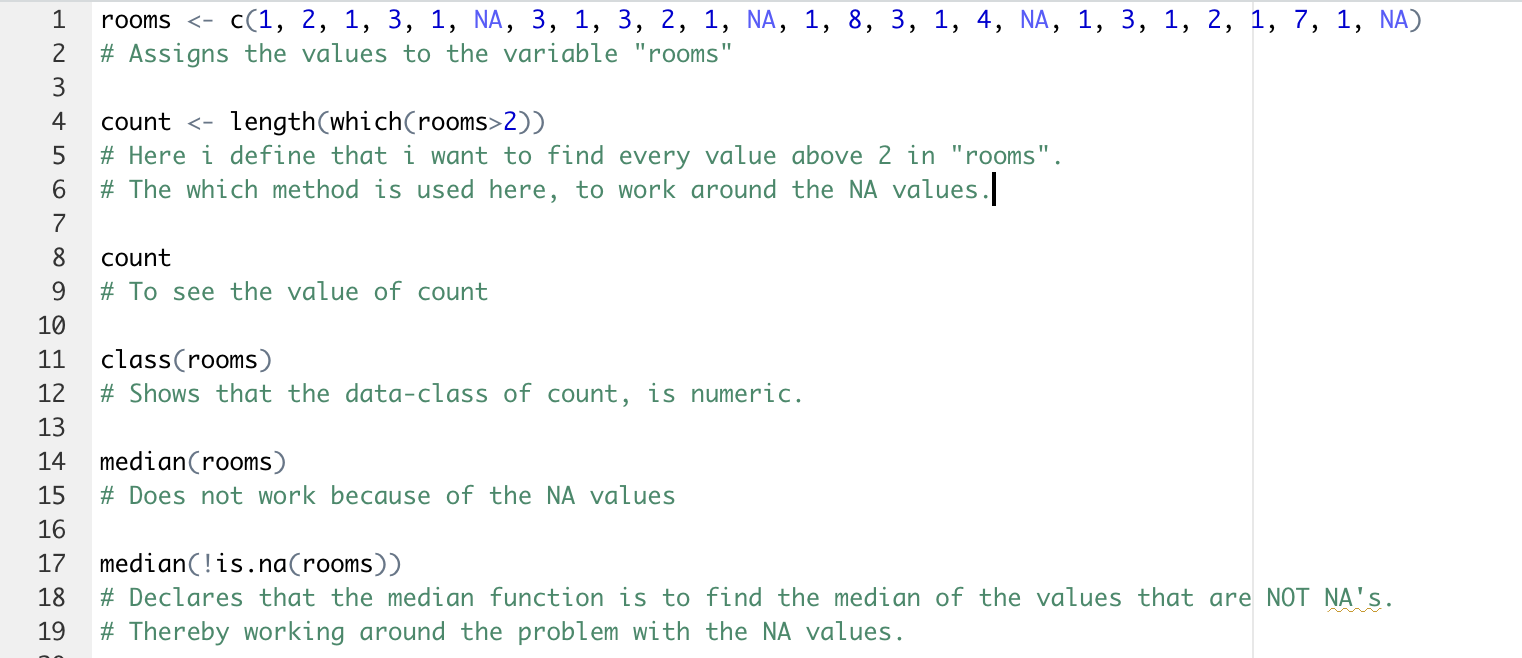 1 rooms <- c(1, 2, 1, 3, 1, NA, 3, 1, 3, 2, 1, NA, 1, 8, 3, 1, 4, NA, 1, 3, 1, 2, 1, 7, 1, NA)
2 # Assigns the values to the variable "rooms"
3
4 count <- length(which(rooms>2))
5 # Here i define that i want to find every value above 2 in "rooms".
6 # The which method is used here, to work around the NA values.
7
8 count
9 # To see the value of count
10
11 class(rooms)
12 # Shows that the data-class of count, is numeric.
13
14 median(rooms)
15 # Does not work because of the NA values
16
17 median(!is.na(rooms))
18 # Declares that the median function is to find the median of the values that are NOT NA's.
19 # Thereby working around the problem with the NA values.